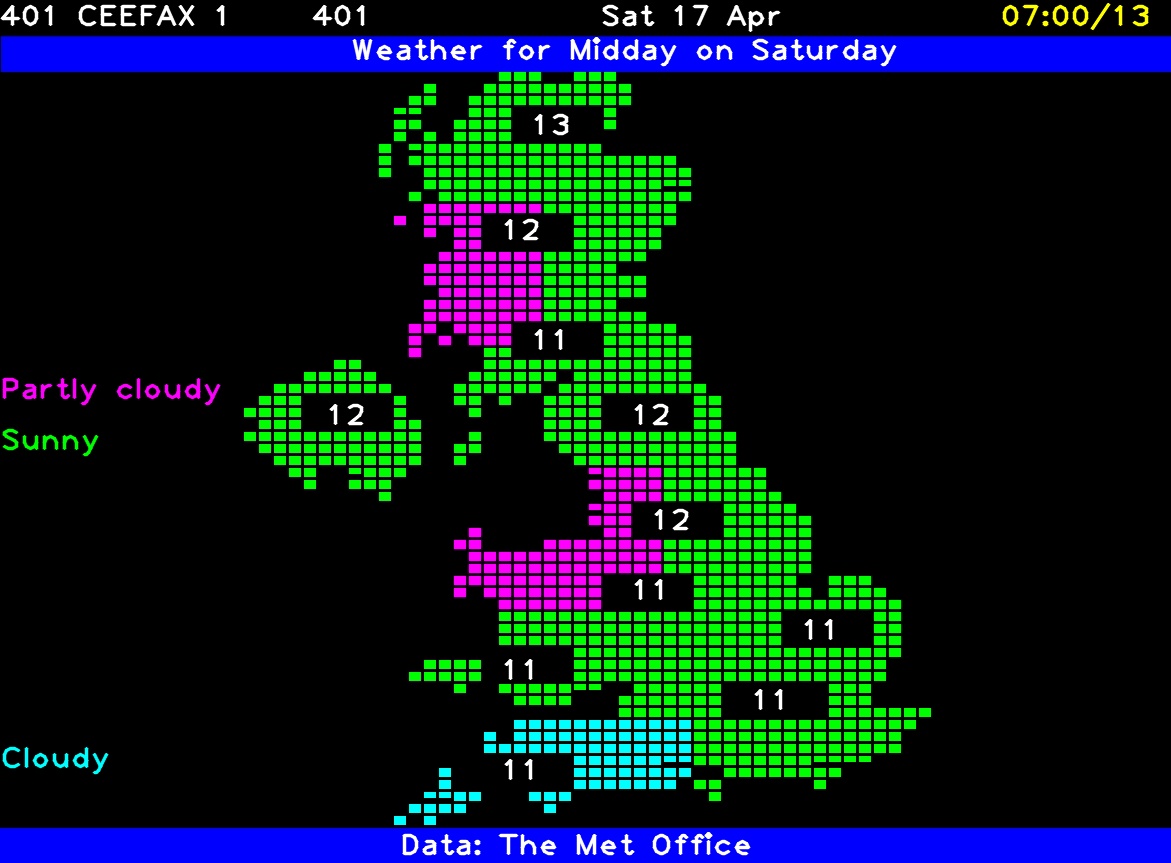 401 CEEFAX 1 401 Sat 17 Apr 07:00/13
Weather for Midday on Saturday
13
12
11
Partly cloudy
12 12
Sunny
12
11
11
11
11
Cloudy
11
Data: The Met Office